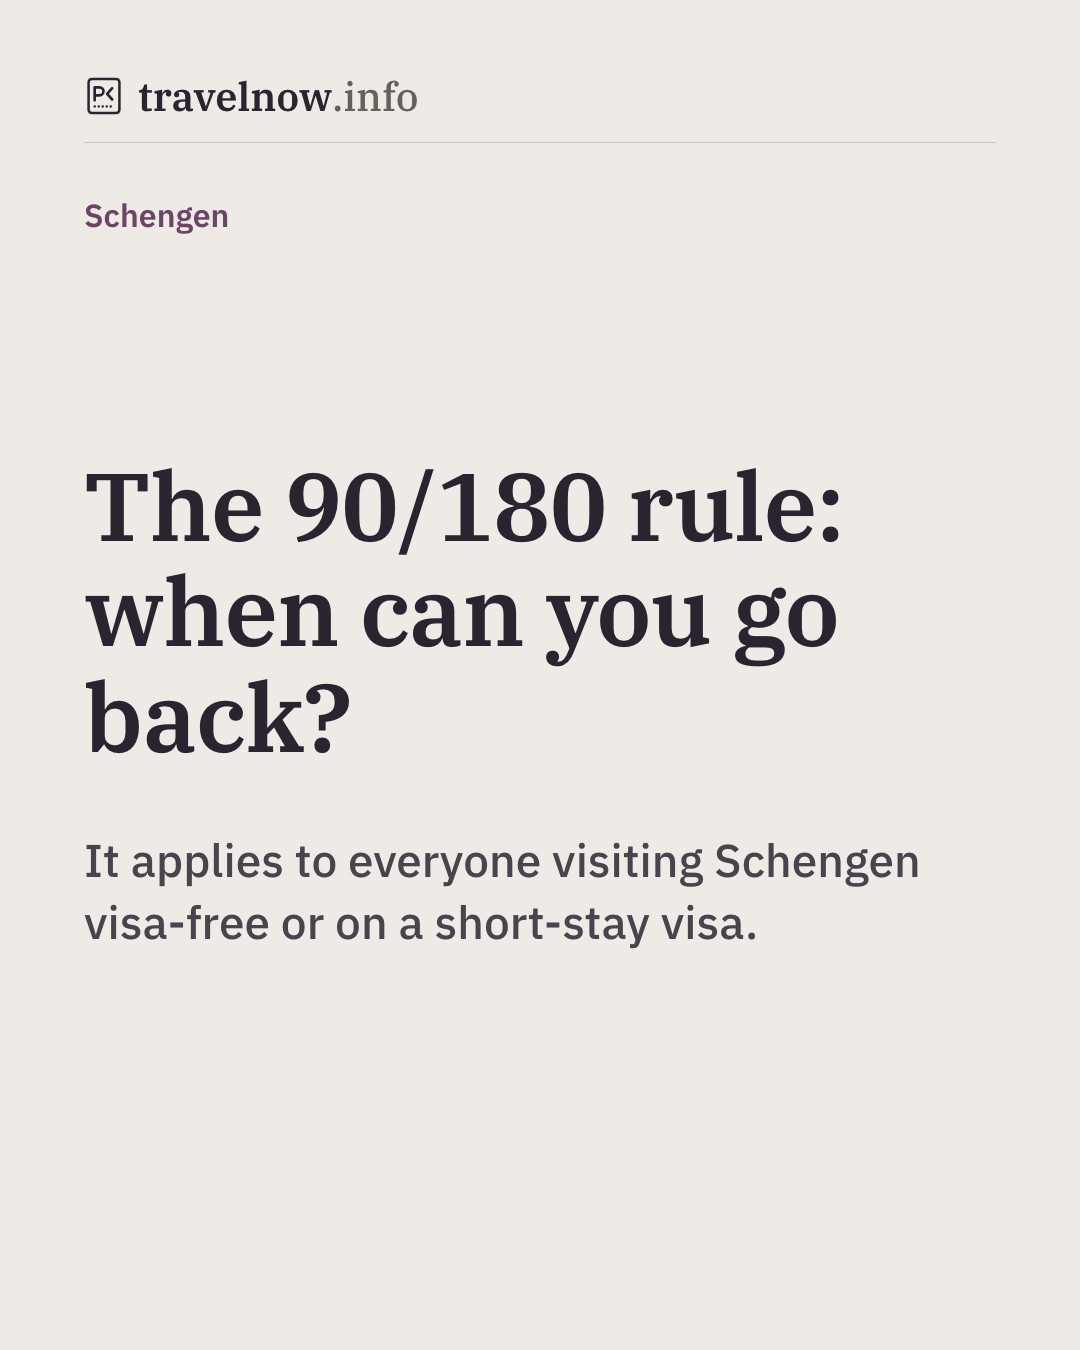 travelnow.info
Schengen
The 90/180 rule:
when can you go
back?
It applies to everyone visiting Schengen
visa-free or on a short-stay visa.